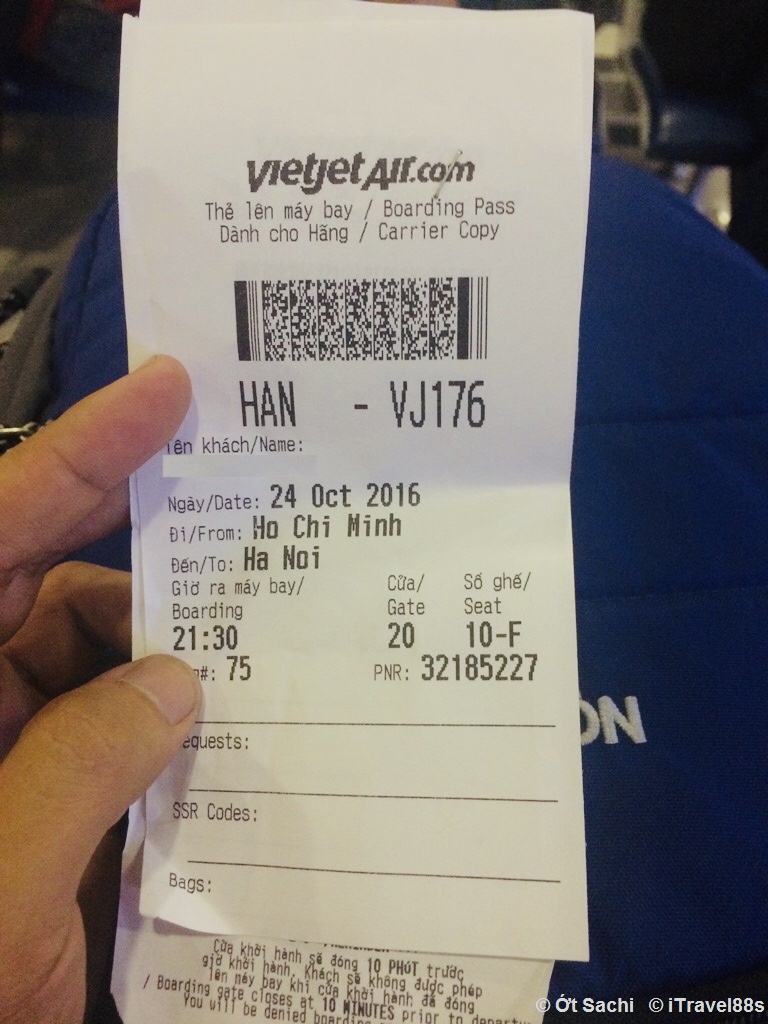 vietjetAir.com
Thẻ lên máy bay / Boarding Pass
Dành cho Hãng / Carrier Copy
HAN - VJ176
Tên khách/Name:
Ngày/Date: 24 Oct 2016
Đi/From: Ho Chi Minh
Đến/To: Ha Noi
Giờ ra máy bay/ Cửa/ Số ghế/
Boarding Gate Seat
21:30 20 10-F
#: 75 PNR: 32185227
equests:
SSR Codes:
Bags:
Cửa khởi hành sẽ đóng 10 PHÚT trước
giờ khởi hành, Khách sẽ không được phép
lên máy bay khi cửa khởi hành đã đóng
/ Boarding gate closes at 10 MINUTES prior to departu
You will be denied boarding
ON
© Ớt Sachi © iTravel88s